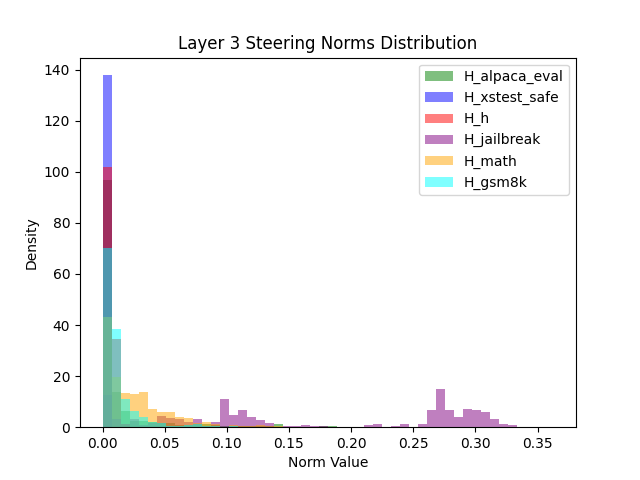 Layer 3 Steering Norms Distribution
140
120
100
80
60
40
20
0
Density
H_alpaca_eval
H_xstest_safe
H_h
H_jailbreak
H_math
H_gsm8k
0.00 0.05 0.10 0.15 0.20 0.25 0.30 0.35
Norm Value